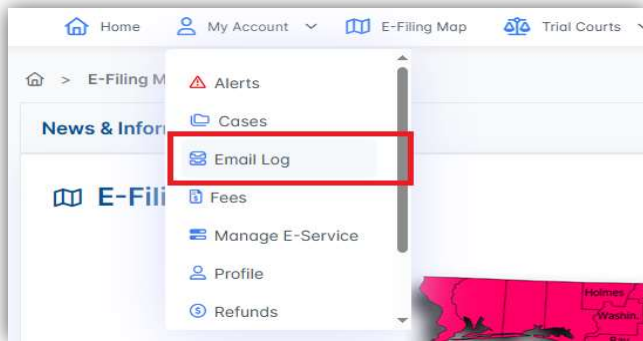 Home My Account E-Filing Map Trial Courts
> E-Filing M
Alerts
Cases
News & Infor
Email Log
E-Fili
Fees
Manage E-Service
Profile
Refunds
Holmes
Washin.
Bay